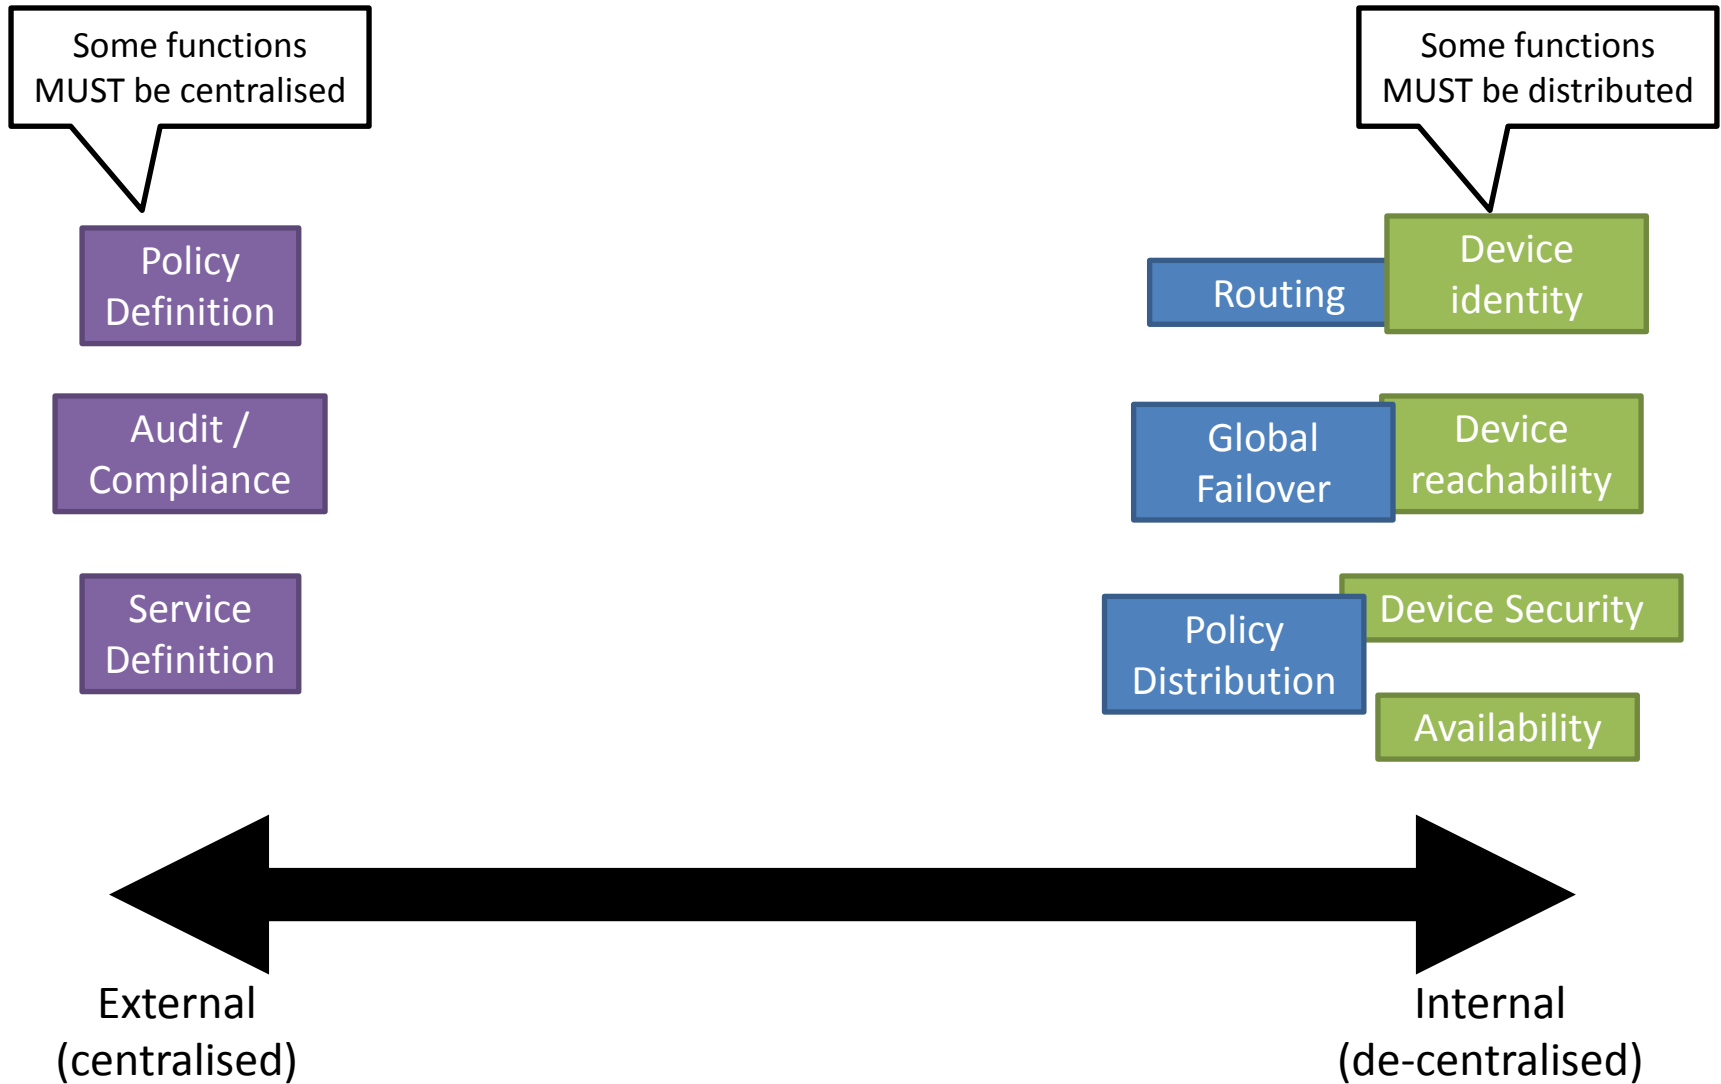 Some functions
MUST be centralised
Some functions
MUST be distributed
Policy
Definition
Routing
Device
identity
Audit /
Compliance
Global
Failover
Device
reachability
Service
Definition
Policy
Distribution
Device Security
Availability
External
(centralised)
Internal
(de-centralised)